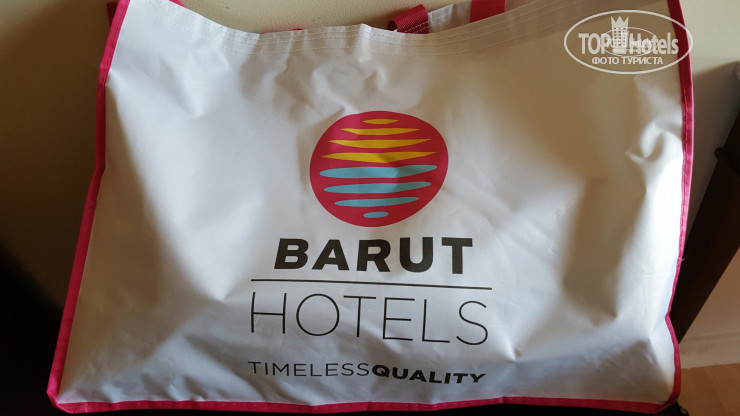 TOP Hotels
ФОТО ТУРИСТА
BARUT
HOTELS
TIMELESSQUALITY